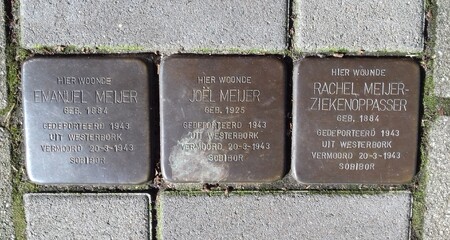 HIER WOONDE
EMANUEL MEIJER
GEB. 1884
GEDEPORTEERD 1943
UIT WESTERBORK
VERMOORD 20-3-1943
SOBIBOR
HIER WOONDE
JOËL MEIJER
GEB. 1925
GEDEPORTEERD 1943
UIT WESTERBORK
VERMOORD 20-3-1943
SOBIBOR
HIER WOONDE
RACHEL MEIJER-
ZIEKENOPPASSER
GEB. 1884
GEDEPORTEERD 1943
UIT WESTERBORK
VERMOORD 20-3-1943
SOBIBOR